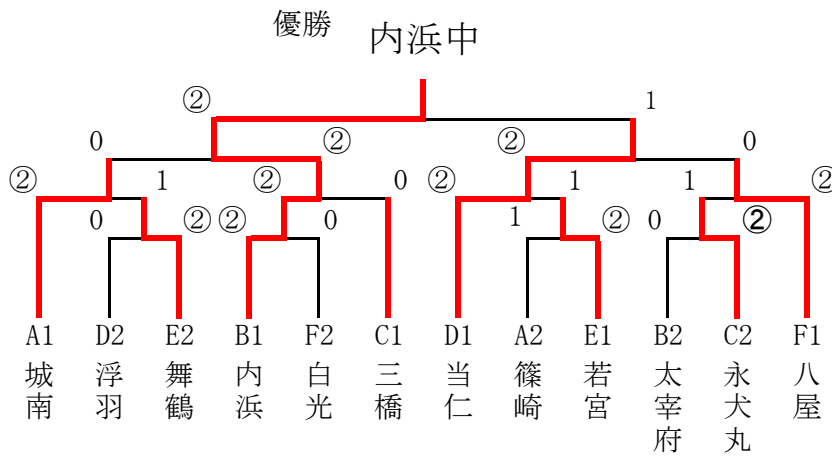 優勝 内浜中
② 1
0 ② ② 0
② 1 ② 0 ② 1 1 ②
0 ② ② 0 1 ② 0 ②
A1 D2 E2 B1 F2 C1 D1 A2 E1 B2 C2 F1
城南 浮羽 舞鶴 内浜 白光 三橋 当仁 篠崎 若宮 太宰府 永犬丸 八屋